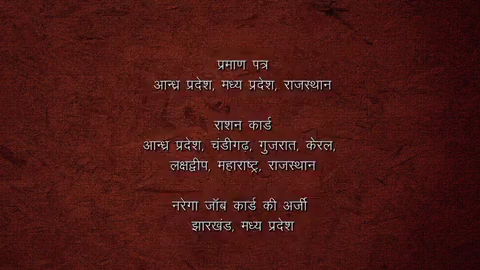 प्रमाण पत्र
आन्ध्र प्रदेश, मध्य प्रदेश, राजस्थान
राशन कार्ड
आन्ध्र प्रदेश, चंडीगढ, गुजरात, केरल,
लक्षद्वीप, महाराष्ट्र, राजस्थान
नरेगा जॉब कार्ड की अर्जी
झारखंड, मध्य प्रदेश